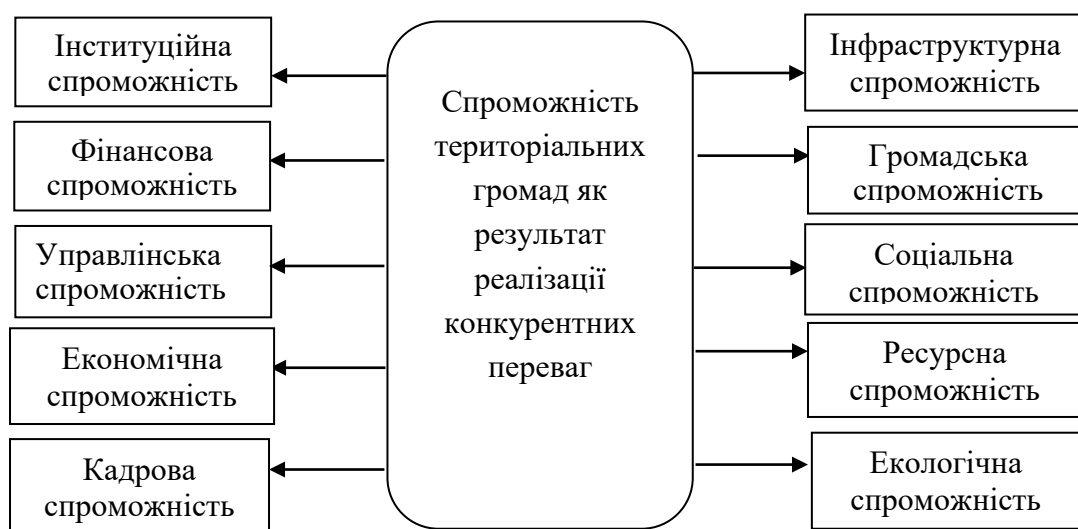 Інституційна
спроможність
Фінансова
спроможність
Управлінська
спроможність
Економічна
спроможність
Кадрова
спроможність
Спроможність
територіальних
громад як
результат
реалізації
конкурентних
переваг
Інфраструктурна
спроможність
Громадська
спроможність
Соціальна
спроможність
Ресурсна
спроможність
Екологічна
спроможність